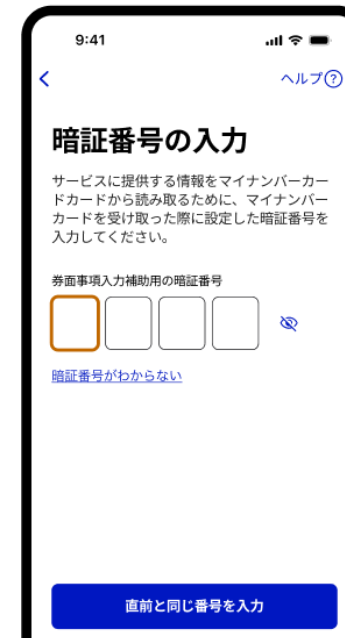 9:41
ヘルプ?
暗証番号の入力
サービスに提供する情報をマイナンバーカー
ドカードから読み取るために、マイナンバー
カードを受け取った際に設定した暗証番号を
入力してください。
券面事項入力補助用の暗証番号
暗証番号がわからない
直前と同じ番号を入力